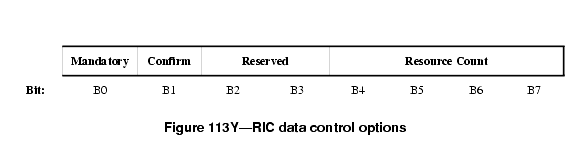 Mandatory Confirm Reserved Resource Count
Bit: B0 B1 B2 B3 B4 B5 B6 B7
Figure 113Y—RIC data control options